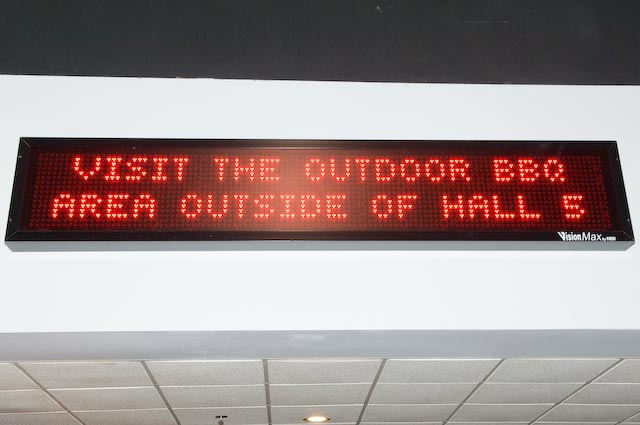 VISIT THE OUTDOOR BBQ
AREA OUTSIDE OF HALL 5
VisionMax